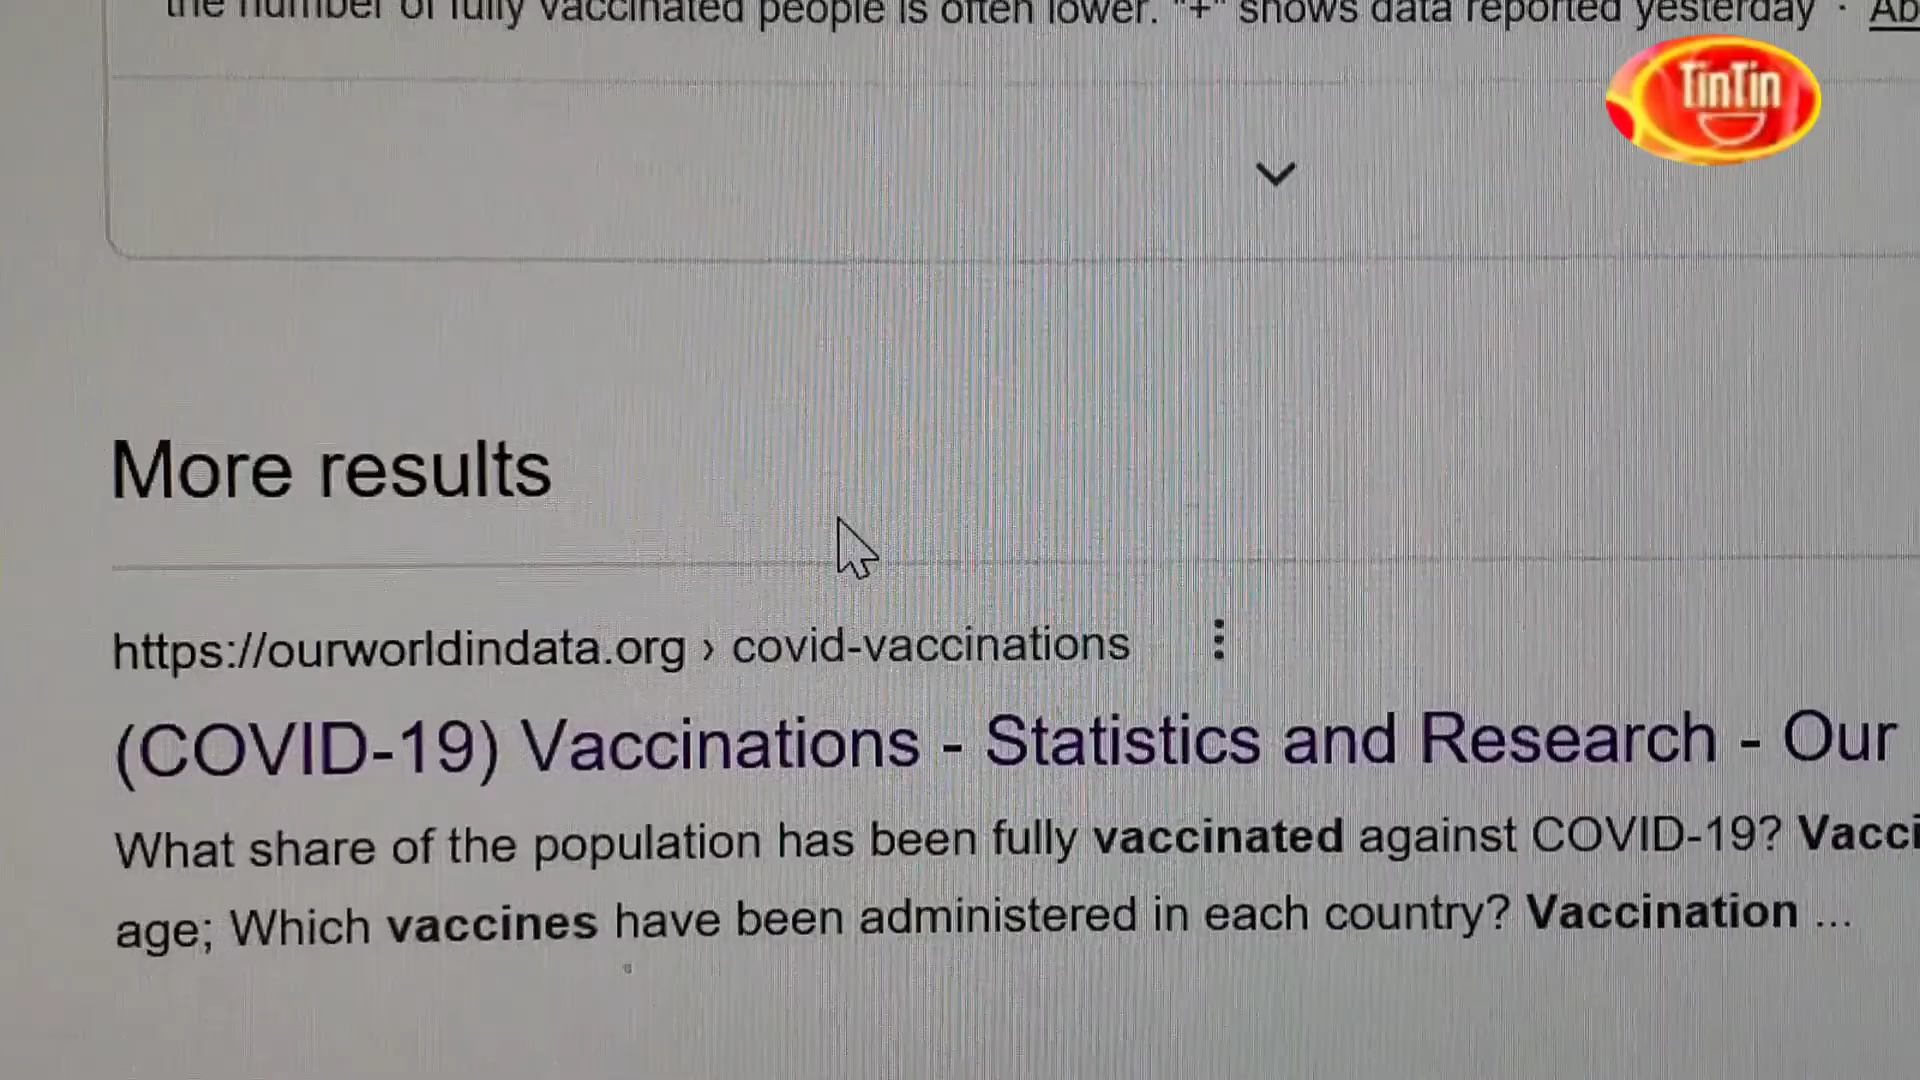 the number of fully vaccinated people is often lower. "+" shows data reported yesterday · Ab
TinTin
More results
https://ourworldindata.org › covid-vaccinations
(COVID-19) Vaccinations - Statistics and Research - Our
What share of the population has been fully vaccinated against COVID-19? Vacci
age; Which vaccines have been administered in each country? Vaccination ...